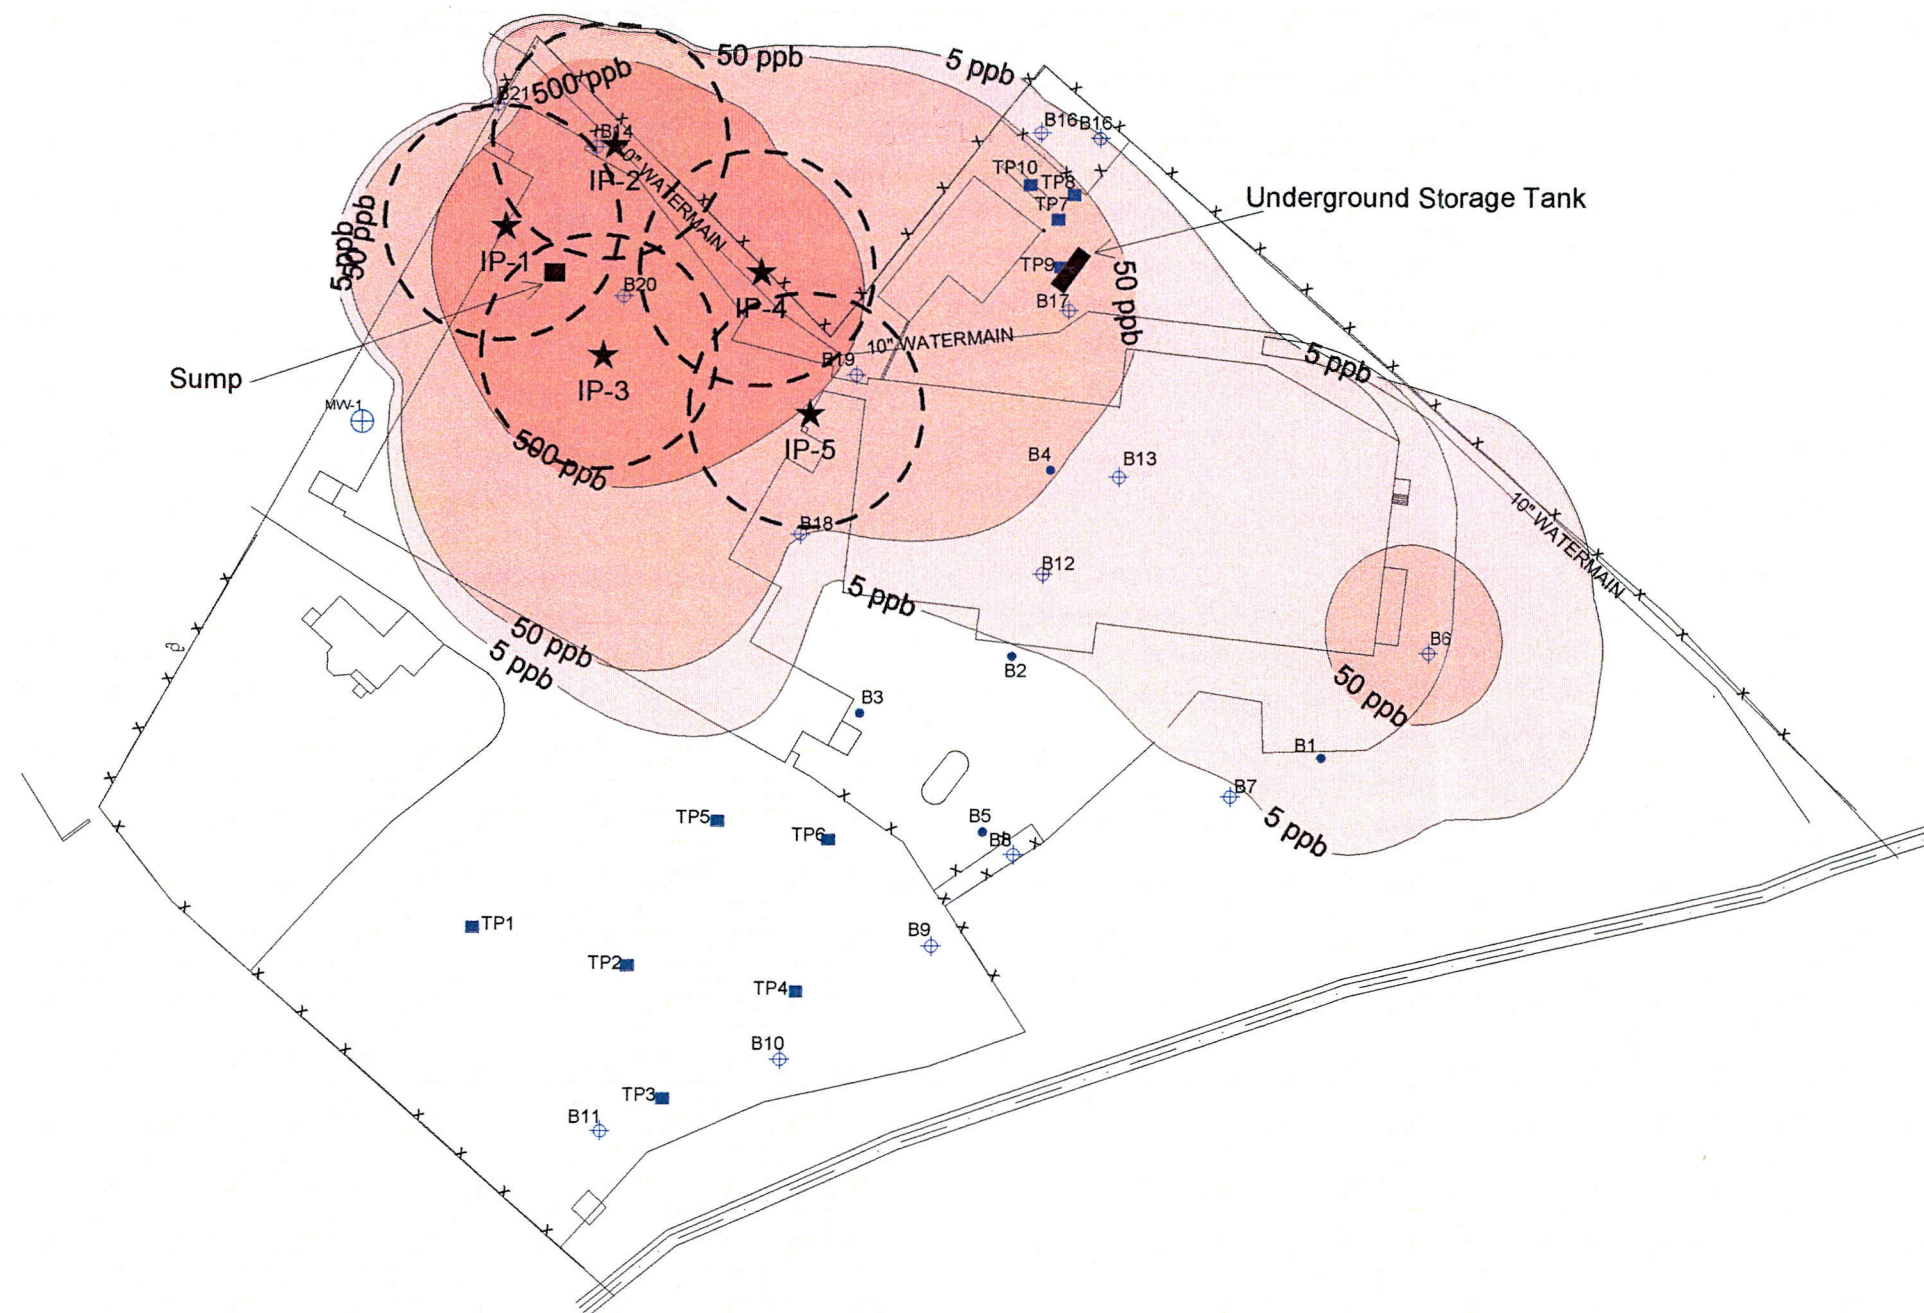 50 ppb
5 ppb
500 ppb
B21
B14
B16
B16
10" WATERMAIN
IP-2
TP10
TP8
TP7
Underground Storage Tank
5 ppb
50 ppb
IP-1
TP9
B20
B17
50 ppb
IP-4
10" WATERMAIN
B19
5 ppb
Sump
IP-3
MW-1
500 ppb
IP-5
B4
B13
10" WATERMAIN
B18
B12
5 ppb
50 ppb
5 ppb
B6
B2
50 ppb
B3
B1
B7
5 ppb
TP5
TP6
B5
B8
TP1
B9
TP2
TP4
B10
TP3
B11